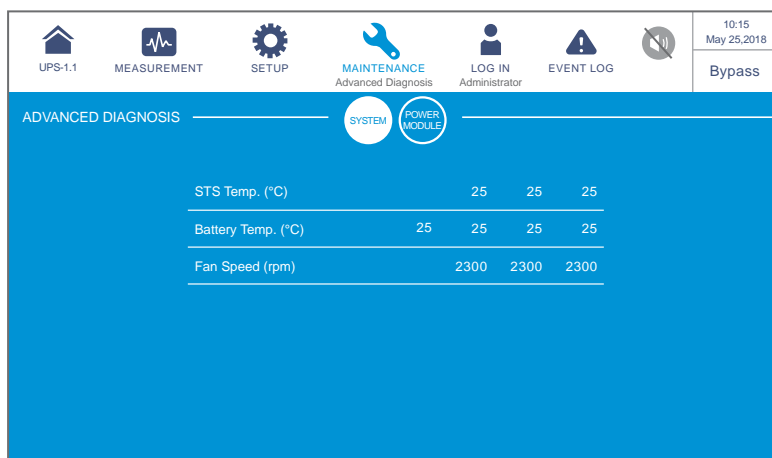 10:15
May 25,2018
UPS-1.1 MEASUREMENT SETUP MAINTENANCE LOG IN EVENT LOG
Advanced Diagnosis Administrator
Bypass
ADVANCED DIAGNOSIS
SYSTEM
POWER
MODULE
STS Temp. (°C) 25 25 25
Battery Temp. (°C) 25 25 25 25
Fan Speed (rpm) 2300 2300 2300